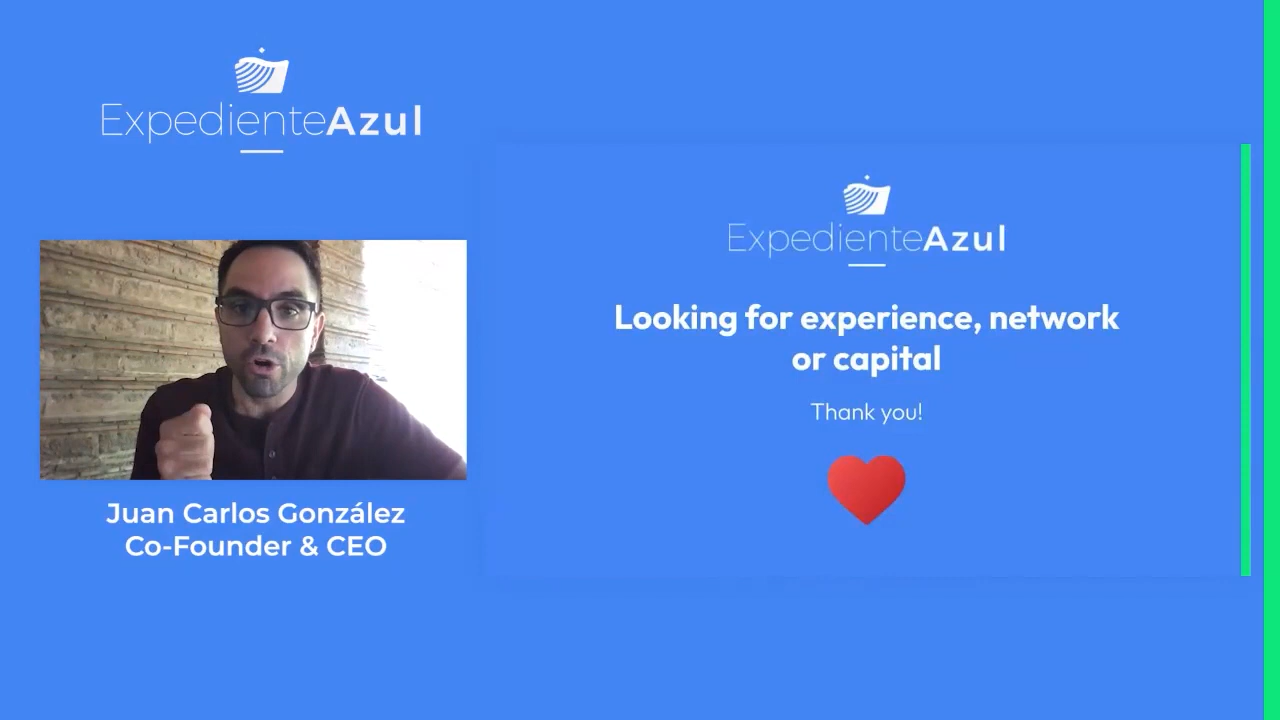 ExpedienteAzul
Juan Carlos González
Co-Founder & CEO
ExpedienteAzul
Looking for experience, network
or capital
Thank you!